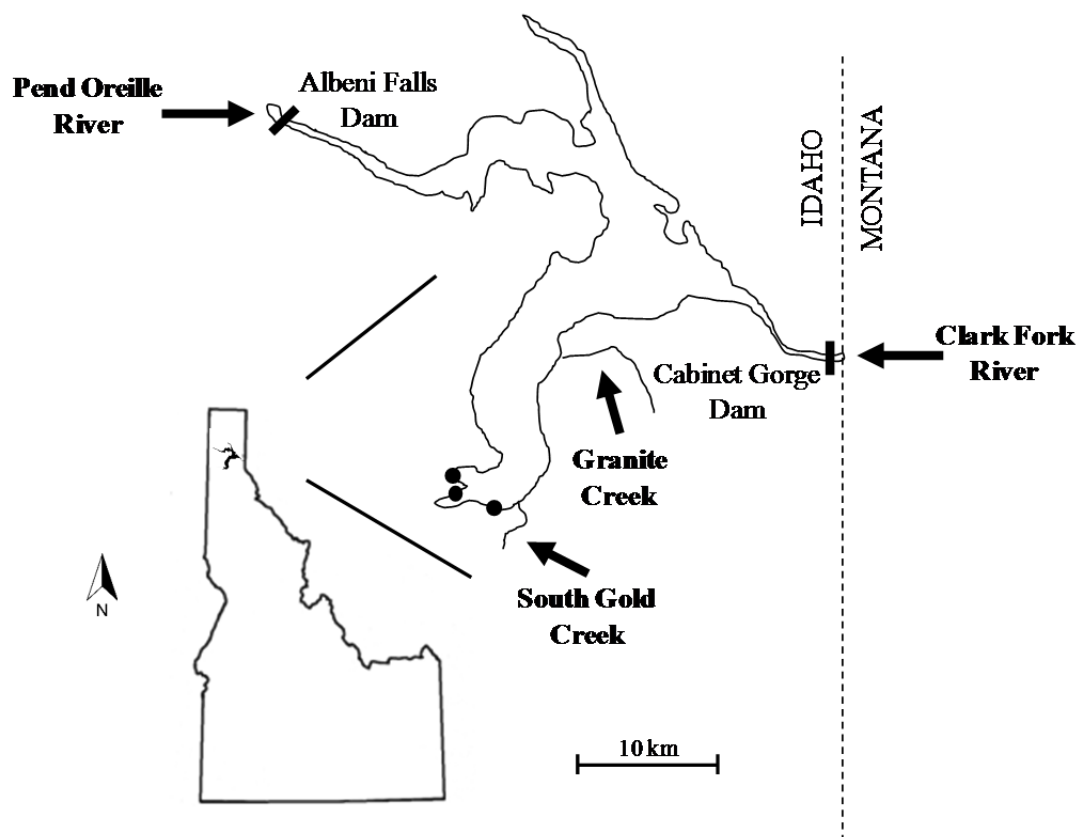 Pend Oreille
River
Albeni Falls
Dam
IDAHO
MONTANA
Clark Fork
River
Cabinet Gorge
Dam
Granite
Creek
South Gold
Creek
N
10 km